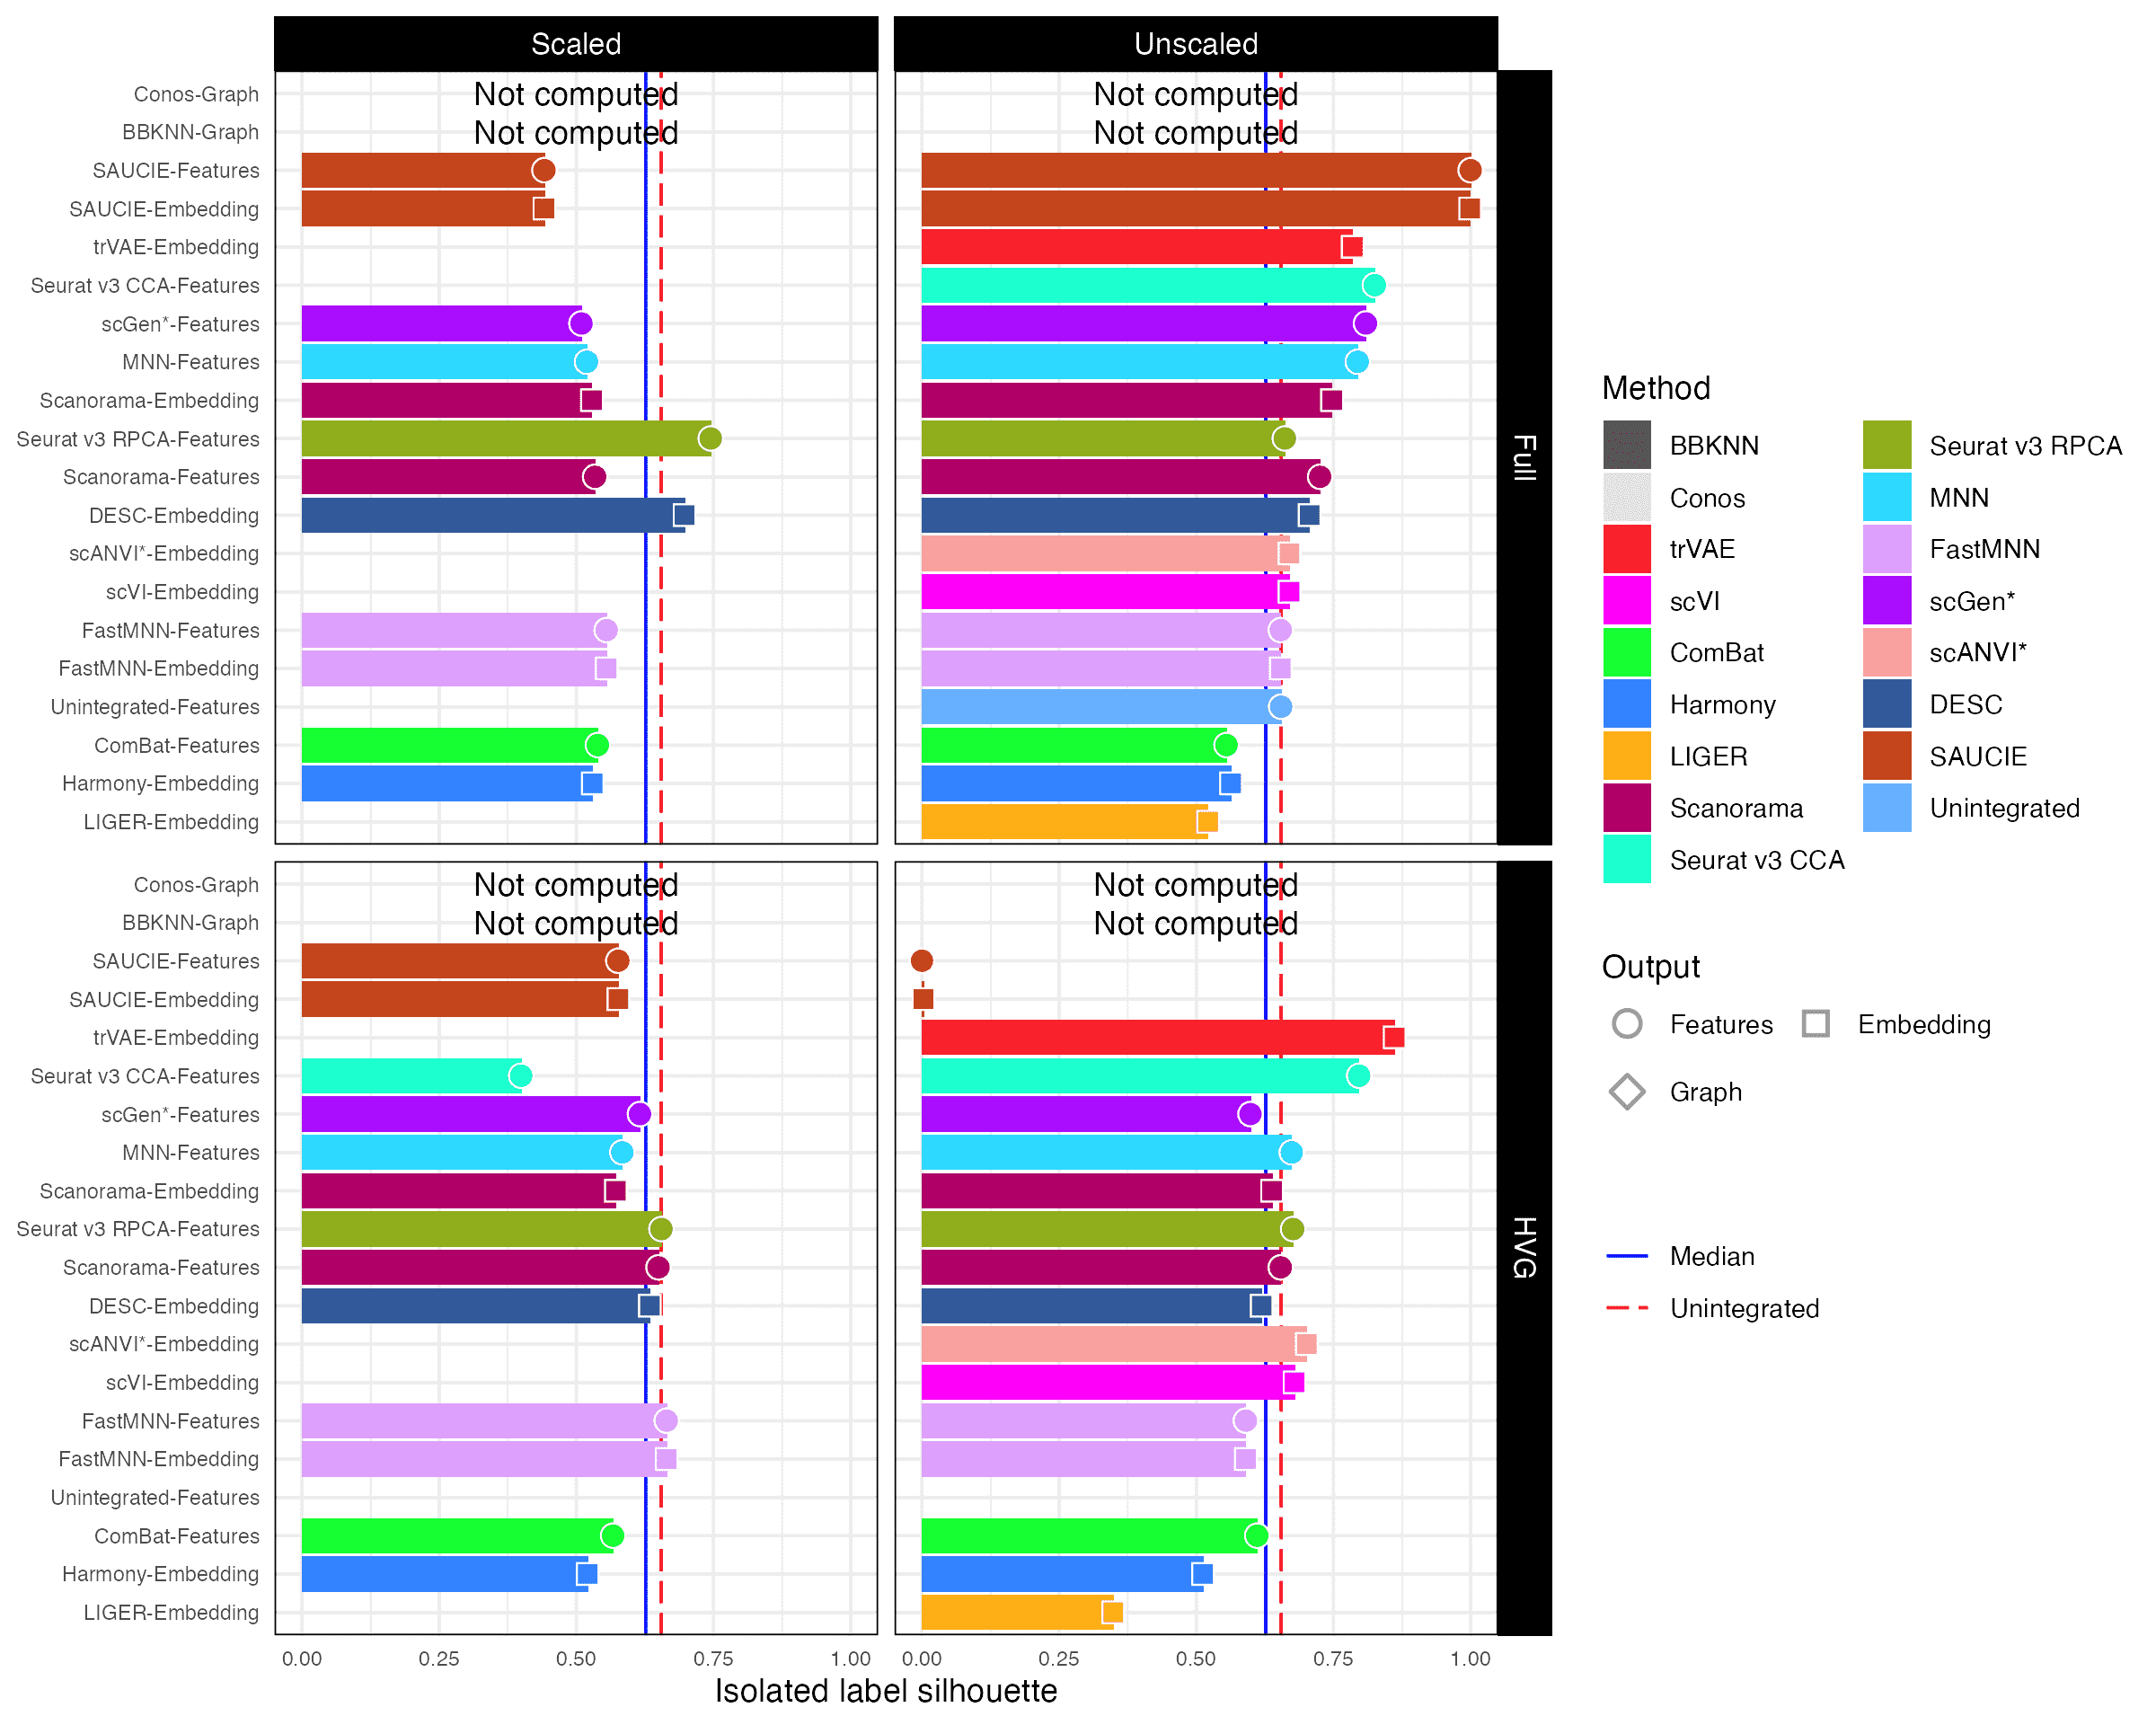 Scaled
Unscaled
Conos-Graph
BBKNN-Graph
SAUCIE-Features
SAUCIE-Embedding
trVAE-Embedding
Seurat v3 CCA-Features
scGen*-Features
MNN-Features
Scanorama-Embedding
Seurat v3 RPCA-Features
Scanorama-Features
DESC-Embedding
scANVI*-Embedding
scVI-Embedding
FastMNN-Features
FastMNN-Embedding
Unintegrated-Features
ComBat-Features
Harmony-Embedding
LIGER-Embedding
Not computed
Not computed
Not computed
Not computed
Full
Conos-Graph
BBKNN-Graph
SAUCIE-Features
SAUCIE-Embedding
trVAE-Embedding
Seurat v3 CCA-Features
scGen*-Features
MNN-Features
Scanorama-Embedding
Seurat v3 RPCA-Features
Scanorama-Features
DESC-Embedding
scANVI*-Embedding
scVI-Embedding
FastMNN-Features
FastMNN-Embedding
Unintegrated-Features
ComBat-Features
Harmony-Embedding
LIGER-Embedding
Not computed
Not computed
Not computed
Not computed
HVG
0.00 0.25 0.50 0.75 1.00
0.00 0.25 0.50 0.75 1.00
Isolated label silhouette
Method
BBKNN
Conos
trVAE
scVI
ComBat
Harmony
LIGER
Scanorama
Seurat v3 CCA
Seurat v3 RPCA
MNN
FastMNN
scGen*
scANVI*
DESC
SAUCIE
Unintegrated
Output
Features
Embedding
Graph
Median
Unintegrated